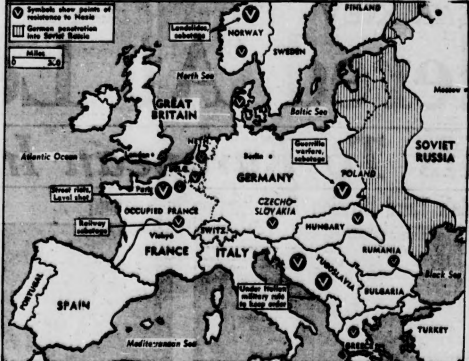 Symbols show points of
resistance to Nazis
German penetration
into Soviet Russia
Miles
0
Landslides,
sabotage
NORWAY
SWEDEN
FINLAND
North Sea
GREAT
BRITAIN
Baltic Sea
Moscow
Atlantic Ocean
London
Berlin
GERMANY
Guerrilla
warfare,
sabotage
POLAND
SOVIET
RUSSIA
Street riots,
Laval shot
Paris
OCCUPIED FRANCE
CZECHO-
SLOVAKIA
Railway
sabotage
Vichy
FRANCE
SWITZ.
ITALY
HUNGARY
RUMANIA
YUGOSLAVIA
Black Sea
BULGARIA
PORTUGAL
SPAIN
Under Italian
military rule
to keep order
Mediterranean Sea
GREECE
TURKEY